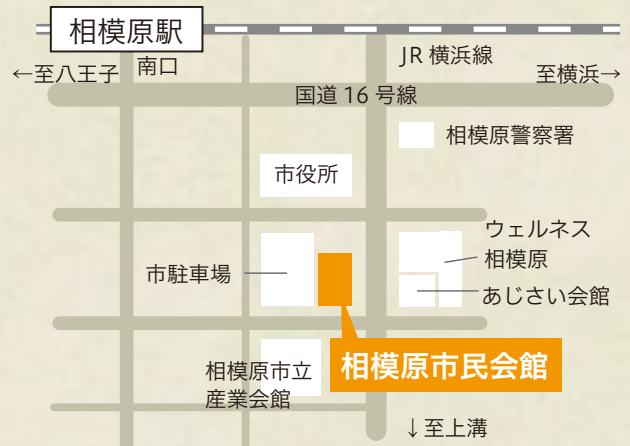 相模原駅
南口
←至八王子
JR 横浜線
至横浜→
国道 16 号線
相模原警察署
市役所
ウェルネス
相模原
市駐車場
あじさい会館
相模原市民会館
相模原市立
産業会館
↓至上溝